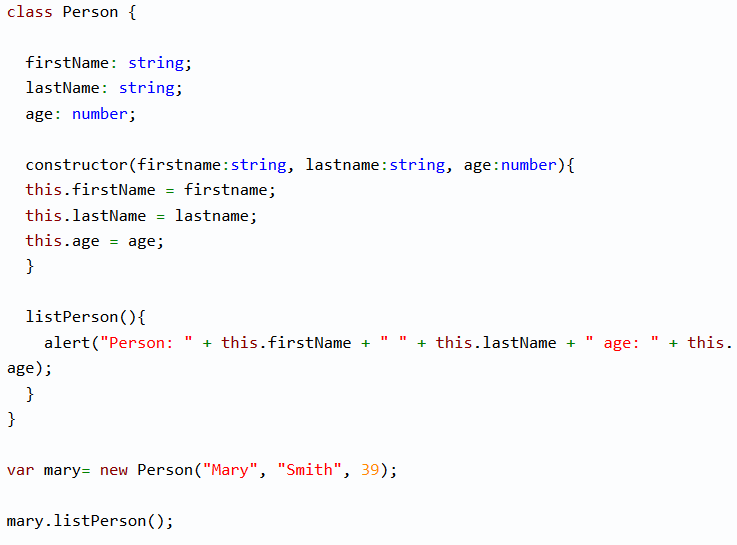 class Person {
firstName: string;
lastName: string;
age: number;
constructor(firstname:string, lastname:string, age:number){
this.firstName = firstname;
this.lastName = lastname;
this.age = age;
}
listPerson(){
alert("Person: " + this.firstName + " " + this.lastName + " age: " + this.
age);
}
}
var mary= new Person("Mary", "Smith", 39);
mary.listPerson();